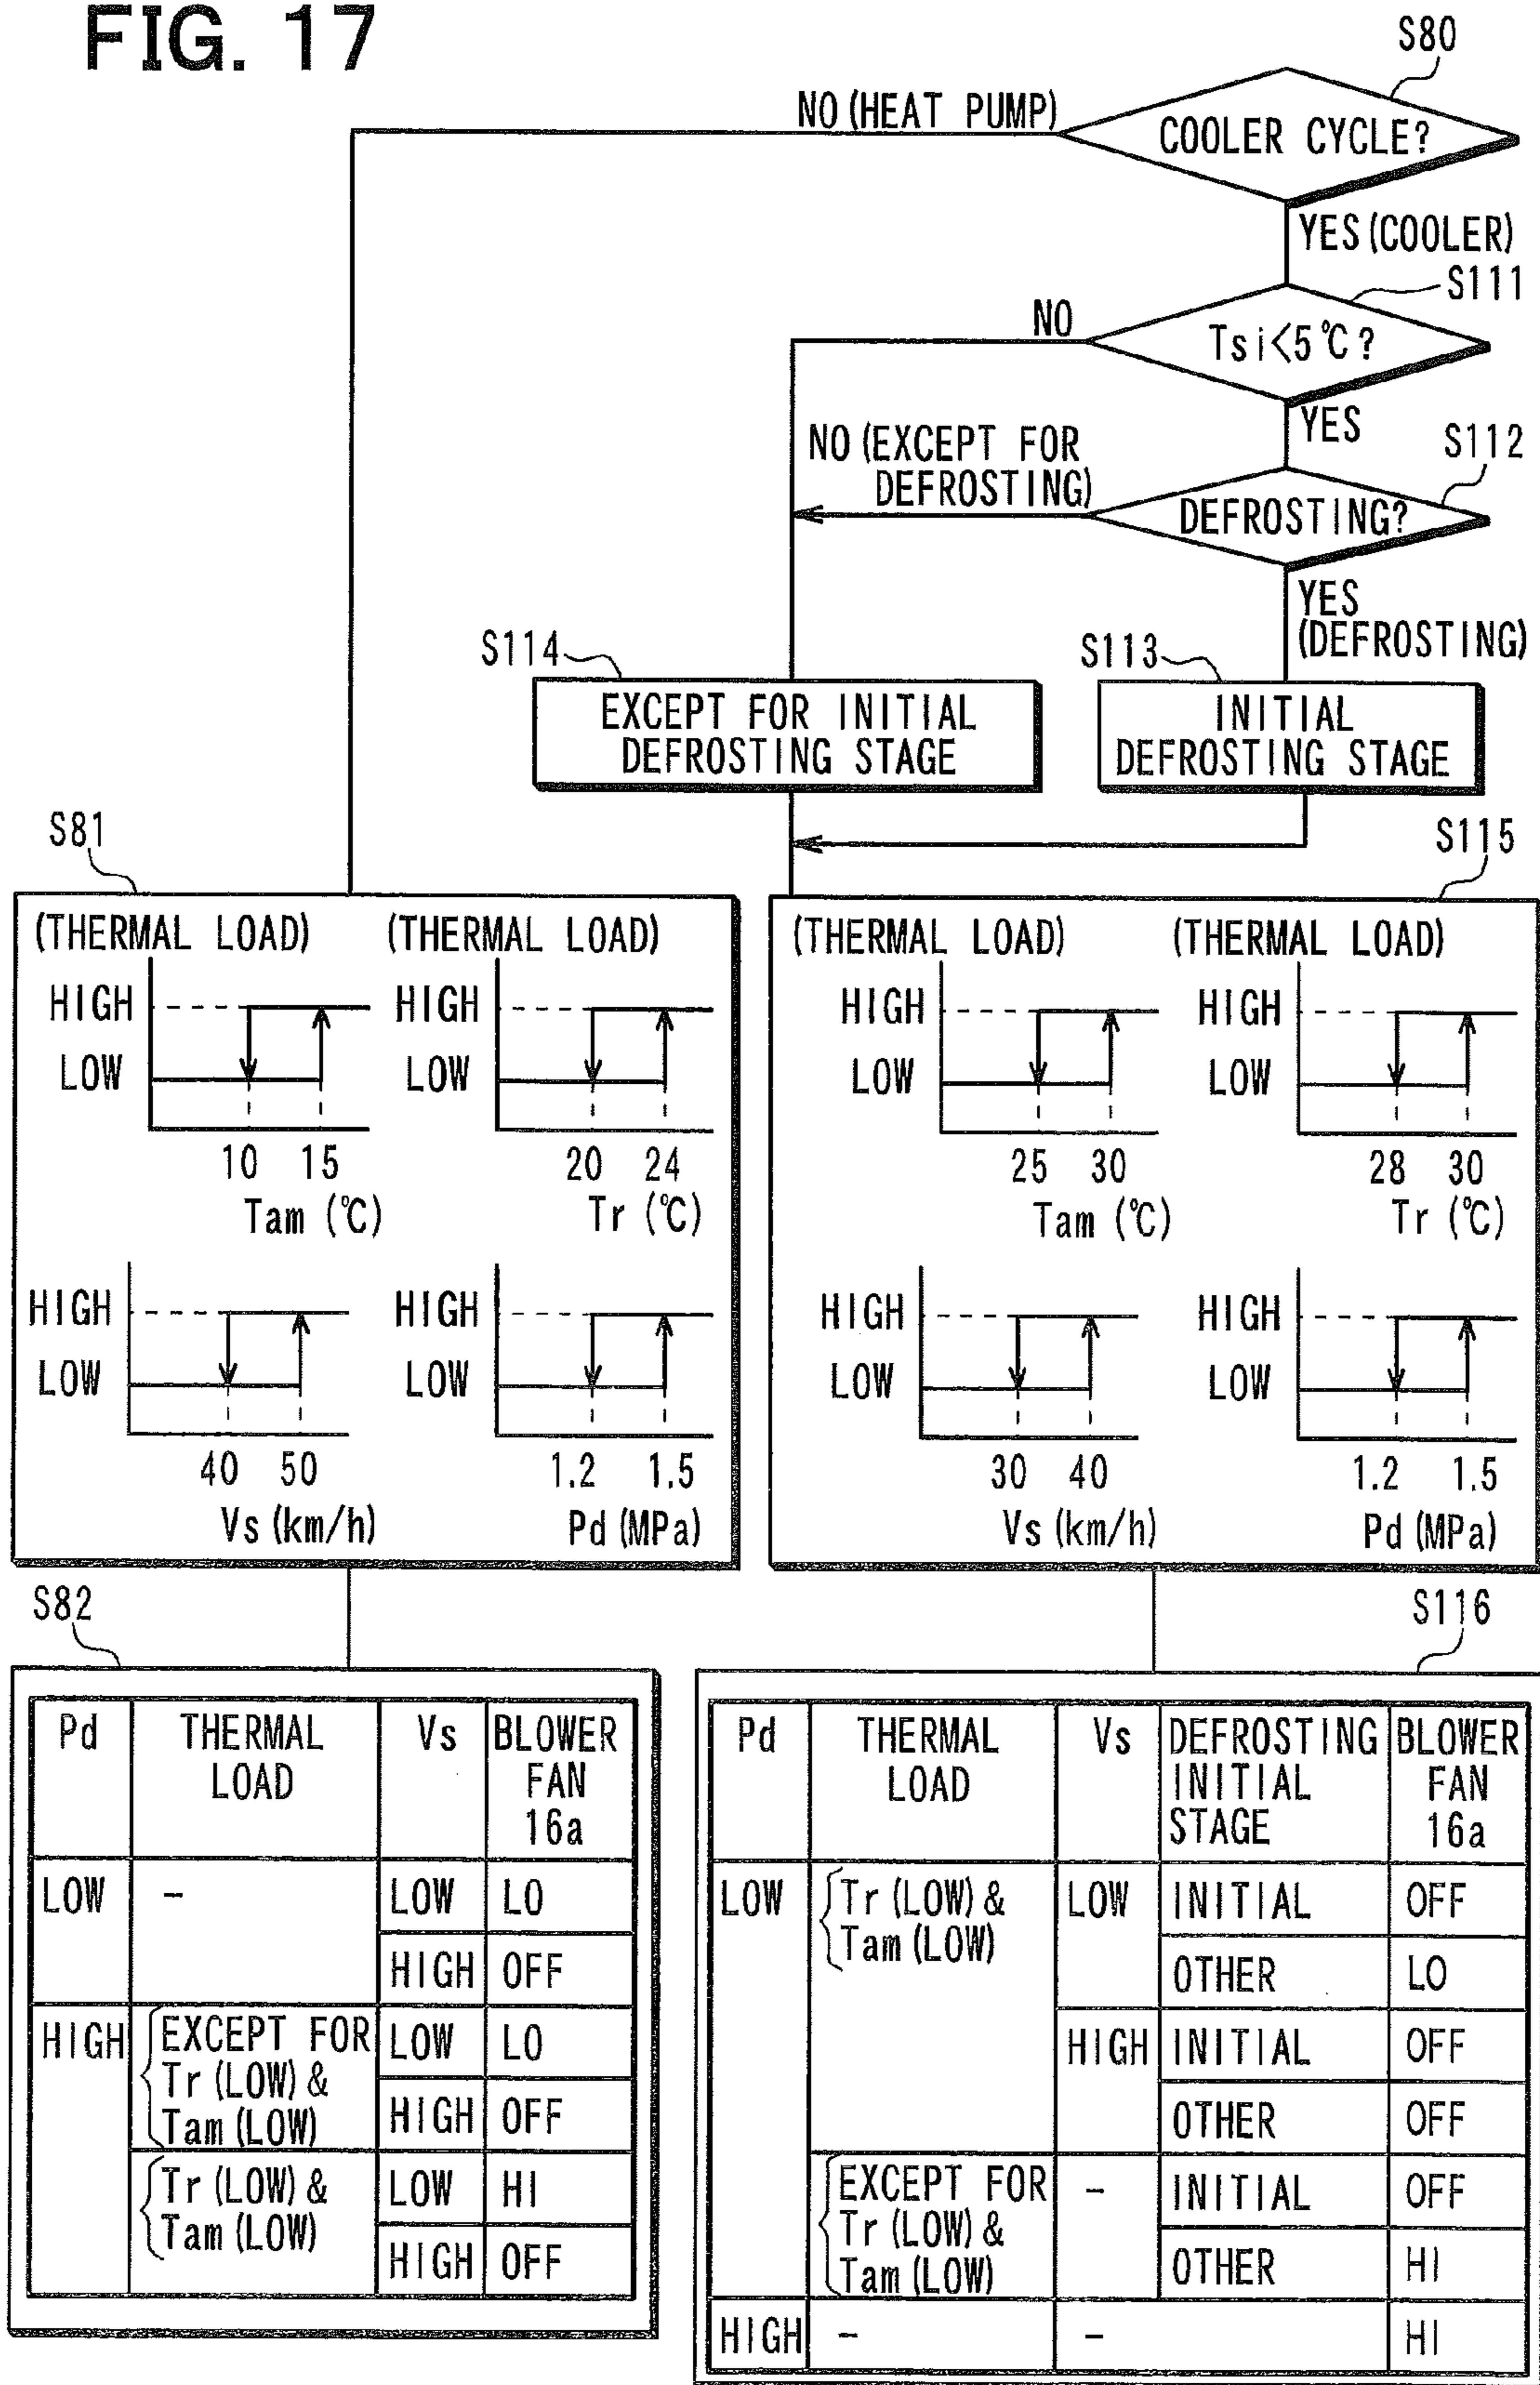 FIG. 17
S80
NO (HEAT PUMP)
COOLER CYCLE?
YES (COOLER)
S111
NO
Tsi<5℃?
YES
NO (EXCEPT FOR
DEFROSTING)
S112
DEFROSTING?
YES
(DEFROSTING)
S114
EXCEPT FOR INITIAL
DEFROSTING STAGE
S113
INITIAL
DEFROSTING STAGE
S81
(THERMAL LOAD)
HIGH
LOW
10 15
Tam (℃)
(THERMAL LOAD)
HIGH
LOW
20 24
Tr (℃)
HIGH
LOW
40 50
Vs (km/h)
HIGH
LOW
1.2 1.5
Pd (MPa)
S115
(THERMAL LOAD)
HIGH
LOW
25 30
Tam (℃)
(THERMAL LOAD)
HIGH
LOW
28 30
Tr (℃)
HIGH
LOW
30 40
Vs (km/h)
HIGH
LOW
1.2 1.5
Pd (MPa)
S82
Pd THERMAL Vs BLOWER
LOAD FAN
16a
LOW - LOW LO
HIGH OFF
HIGH EXCEPT FOR LOW LO
Tr (LOW) &
Tam (LOW) HIGH OFF
Tr (LOW) & LOW HI
Tam (LOW)
HIGH OFF
S116
Pd THERMAL Vs DEFROSTING BLOWER
LOAD INITIAL FAN
STAGE 16a
LOW Tr (LOW) & LOW INITIAL OFF
Tam (LOW)
OTHER LO
HIGH INITIAL OFF
OTHER OFF
EXCEPT FOR - INITIAL OFF
Tr (LOW) &
Tam (LOW) OTHER HI
HIGH - - HI